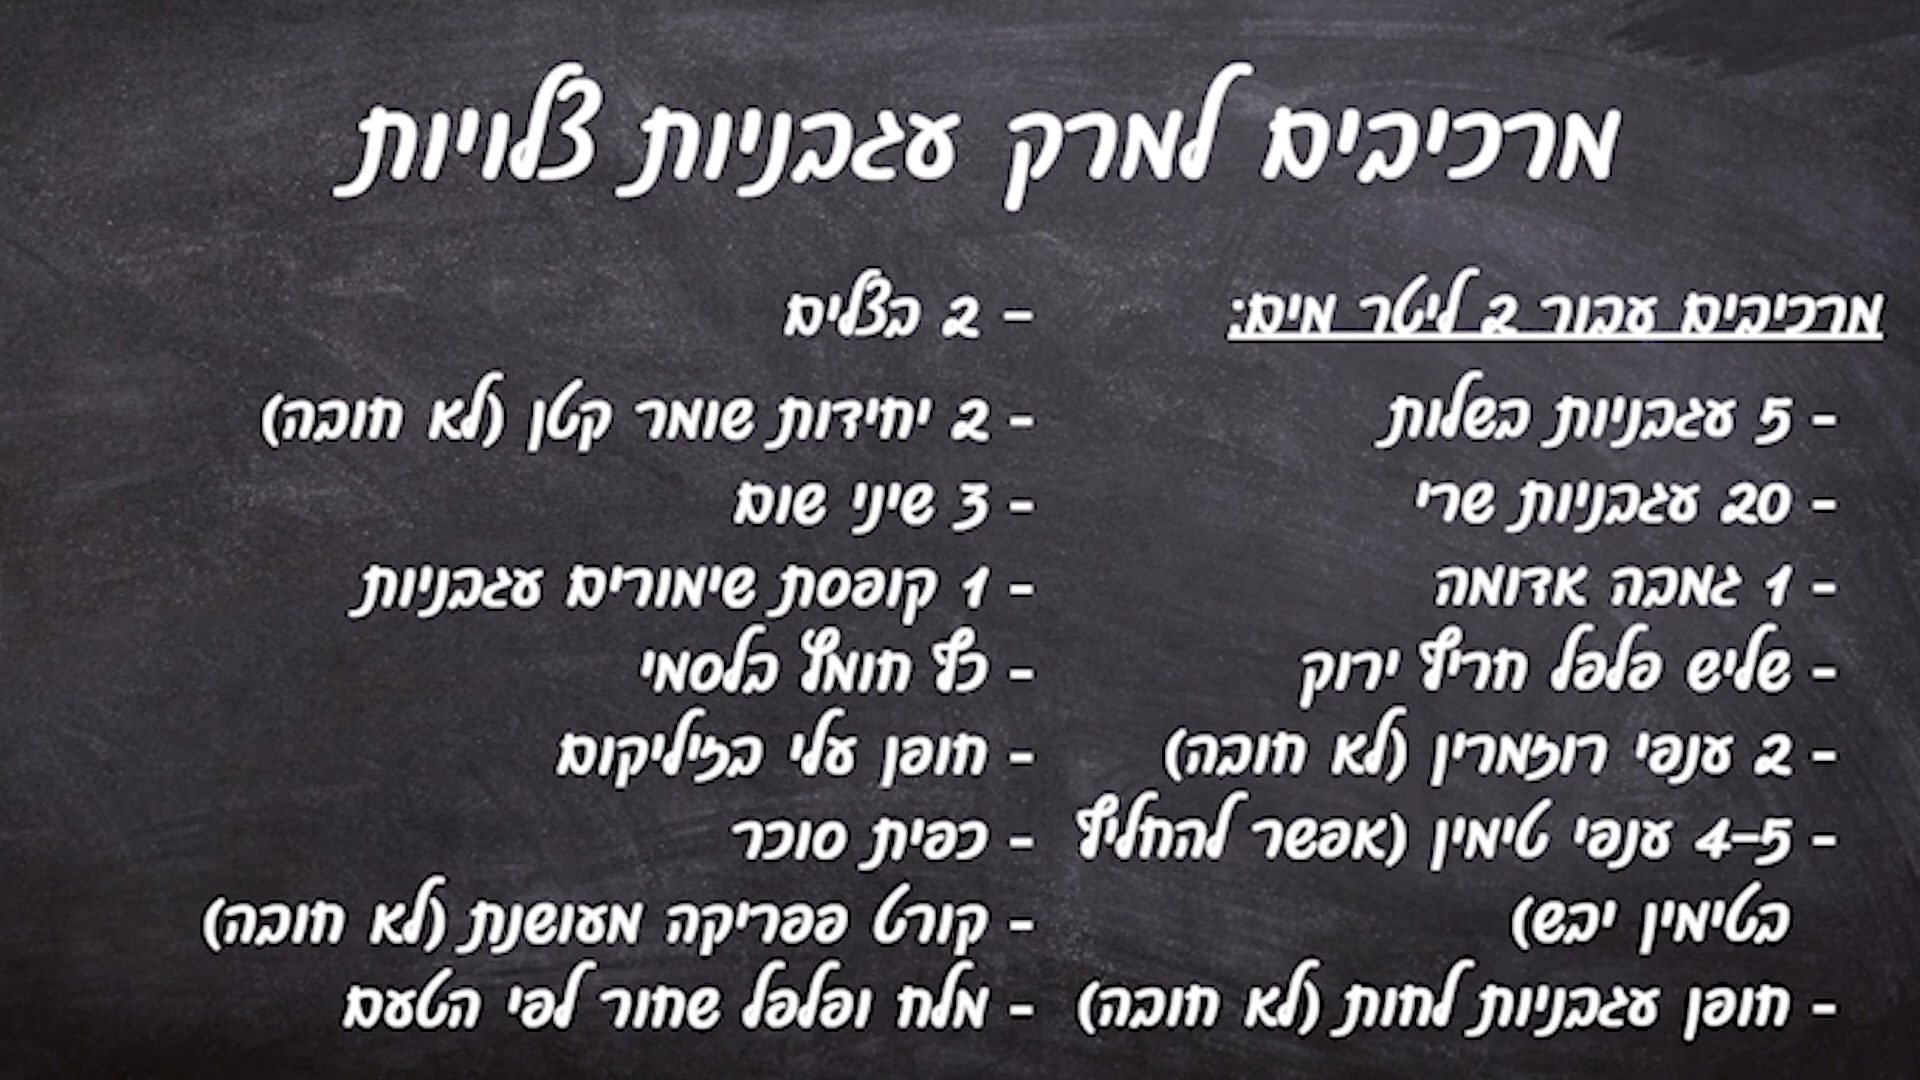 מרכיבים למרק עגבניות צלויות
מרכיבים עבור 2 ליטר מים:
- 5 עגבניות בשלות
- 20 עגבניות שרי
- 1 גמבה אדומה
- שליש פלפל חריף ירוק
- 2 ענפי רוזמרין (לא חובה)
- 4-5 ענפי טימין (אפשר להחליף
בטימין יבש)
- חופן עגבניות לחות (לא חובה)
- 2 בצלים
- 2 יחידות שומר קטן (לא חובה)
- 3 שיני שום
- 1 קופסת שימורים עגבניות
- כף חומץ בלסמי
- חופן עלי בזיליקום
- כפית סוכר
- קורט פפריקה מעושנת (לא חובה)
- מלח ופלפל שחור לפי הטעם